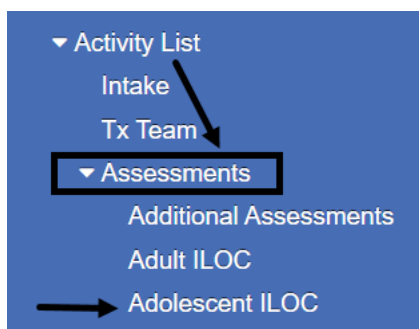 Activity List
Intake
Tx Team
Assessments
Additional Assessments
Adult ILOC
Adolescent ILOC